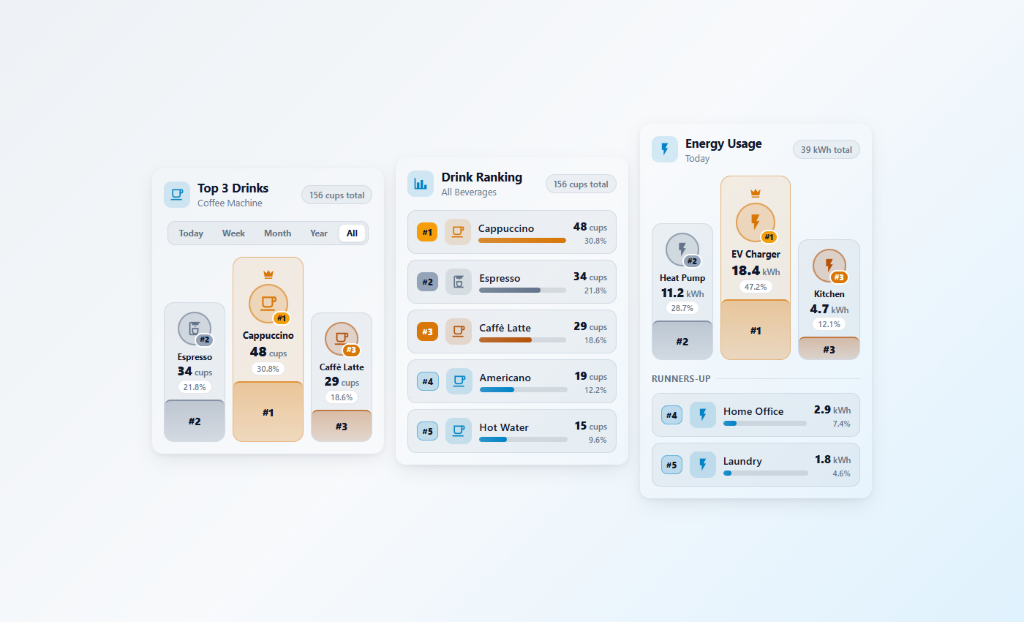 Top 3 Drinks
Coffee Machine
156 cups total
Today Week Month Year All
#2
Espresso
34 cups
21.8%
#2
#1
Cappuccino
48 cups
30.8%
#1
#3
Caffè Latte
29 cups
18.6%
#3
Drink Ranking
All Beverages
156 cups total
#1 Cappuccino 48 cups
30.8%
#2 Espresso 34 cups
21.8%
#3 Caffè Latte 29 cups
18.6%
#4 Americano 19 cups
12.2%
#5 Hot Water 15 cups
9.6%
Energy Usage
Today
39 kWh total
#2
Heat Pump
11.2 kWh
28.7%
#2
#1
EV Charger
18.4 kWh
47.2%
#1
#3
Kitchen
4.7 kWh
12.1%
#3
RUNNERS-UP
#4 Home Office 2.9 kWh
7.4%
#5 Laundry 1.8 kWh
4.6%